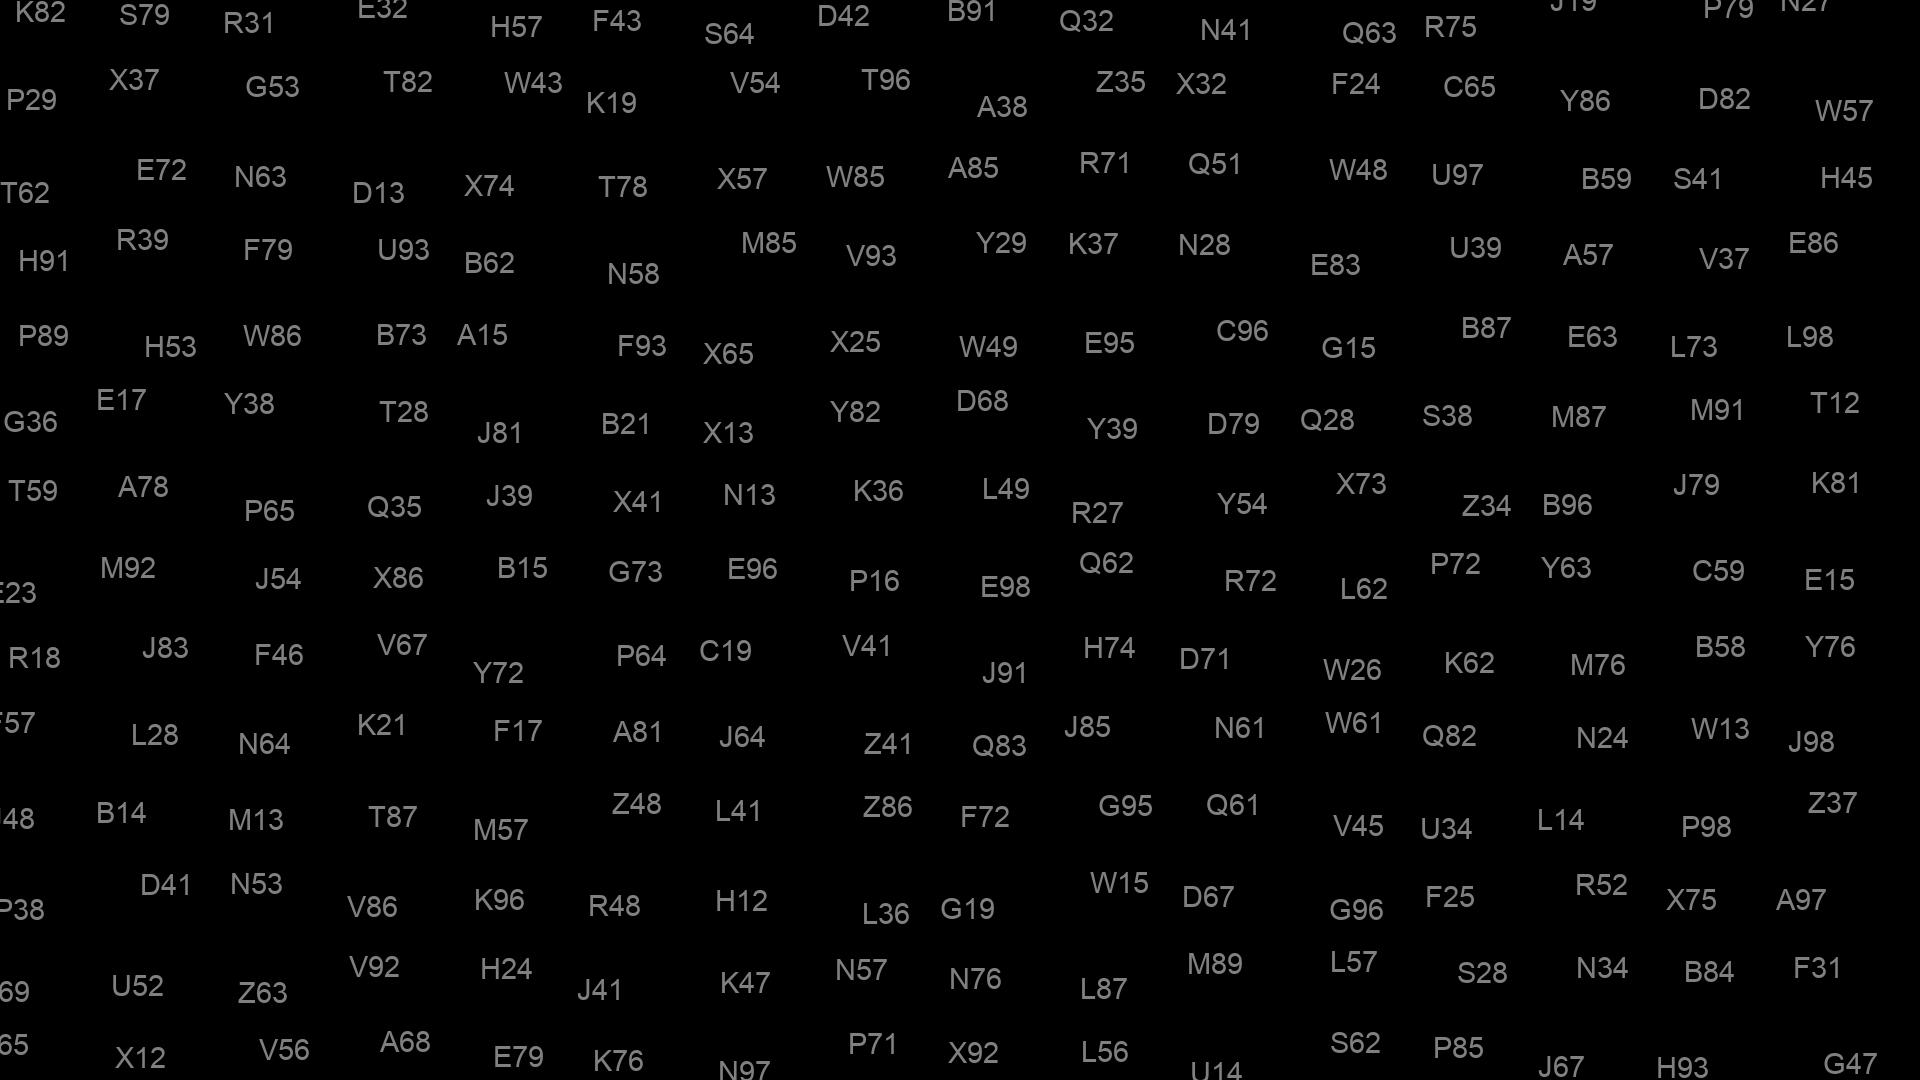 K82 S79 R31 E32 H57 F43 S64 D42 B91 Q32 N41 Q63 R75 J19 P79 N27
P29 X37 G53 T82 W43 K19 V54 T96 A38 Z35 X32 F24 C65 Y86 D82 W57
T62 E72 N63 D13 X74 T78 X57 W85 A85 R71 Q51 W48 U97 B59 S41 H45
H91 R39 F79 U93 B62 N58 M85 V93 Y29 K37 N28 E83 U39 A57 V37 E86
P89 H53 W86 B73 A15 F93 X65 X25 W49 E95 C96 G15 B87 E63 L73 L98
G36 E17 Y38 T28 J81 B21 X13 Y82 D68 Y39 D79 Q28 S38 M87 M91 T12
T59 A78 P65 Q35 J39 X41 N13 K36 L49 R27 Y54 X73 Z34 B96 J79 K81
M92 J54 X86 B15 G73 E96 P16 E98 Q62 R72 L62 P72 Y63 C59 E15
R18 J83 F46 V67 Y72 P64 C19 V41 J91 H74 D71 W26 K62 M76 B58 Y76
L28 N64 K21 F17 A81 J64 Z41 Q83 J85 N61 W61 Q82 N24 W13 J98
B14 M13 T87 M57 Z48 L41 Z86 F72 G95 Q61 V45 U34 L14 P98 Z37
P38 D41 N53 V86 K96 R48 H12 L36 G19 W15 D67 G96 F25 R52 X75 A97
69 U52 Z63 V92 H24 J41 K47 N57 N76 L87 M89 L57 S28 N34 B84 F31
65 X12 V56 A68 E79 K76 N97 P71 X92 L56 U14 S62 P85 J67 H93 G47